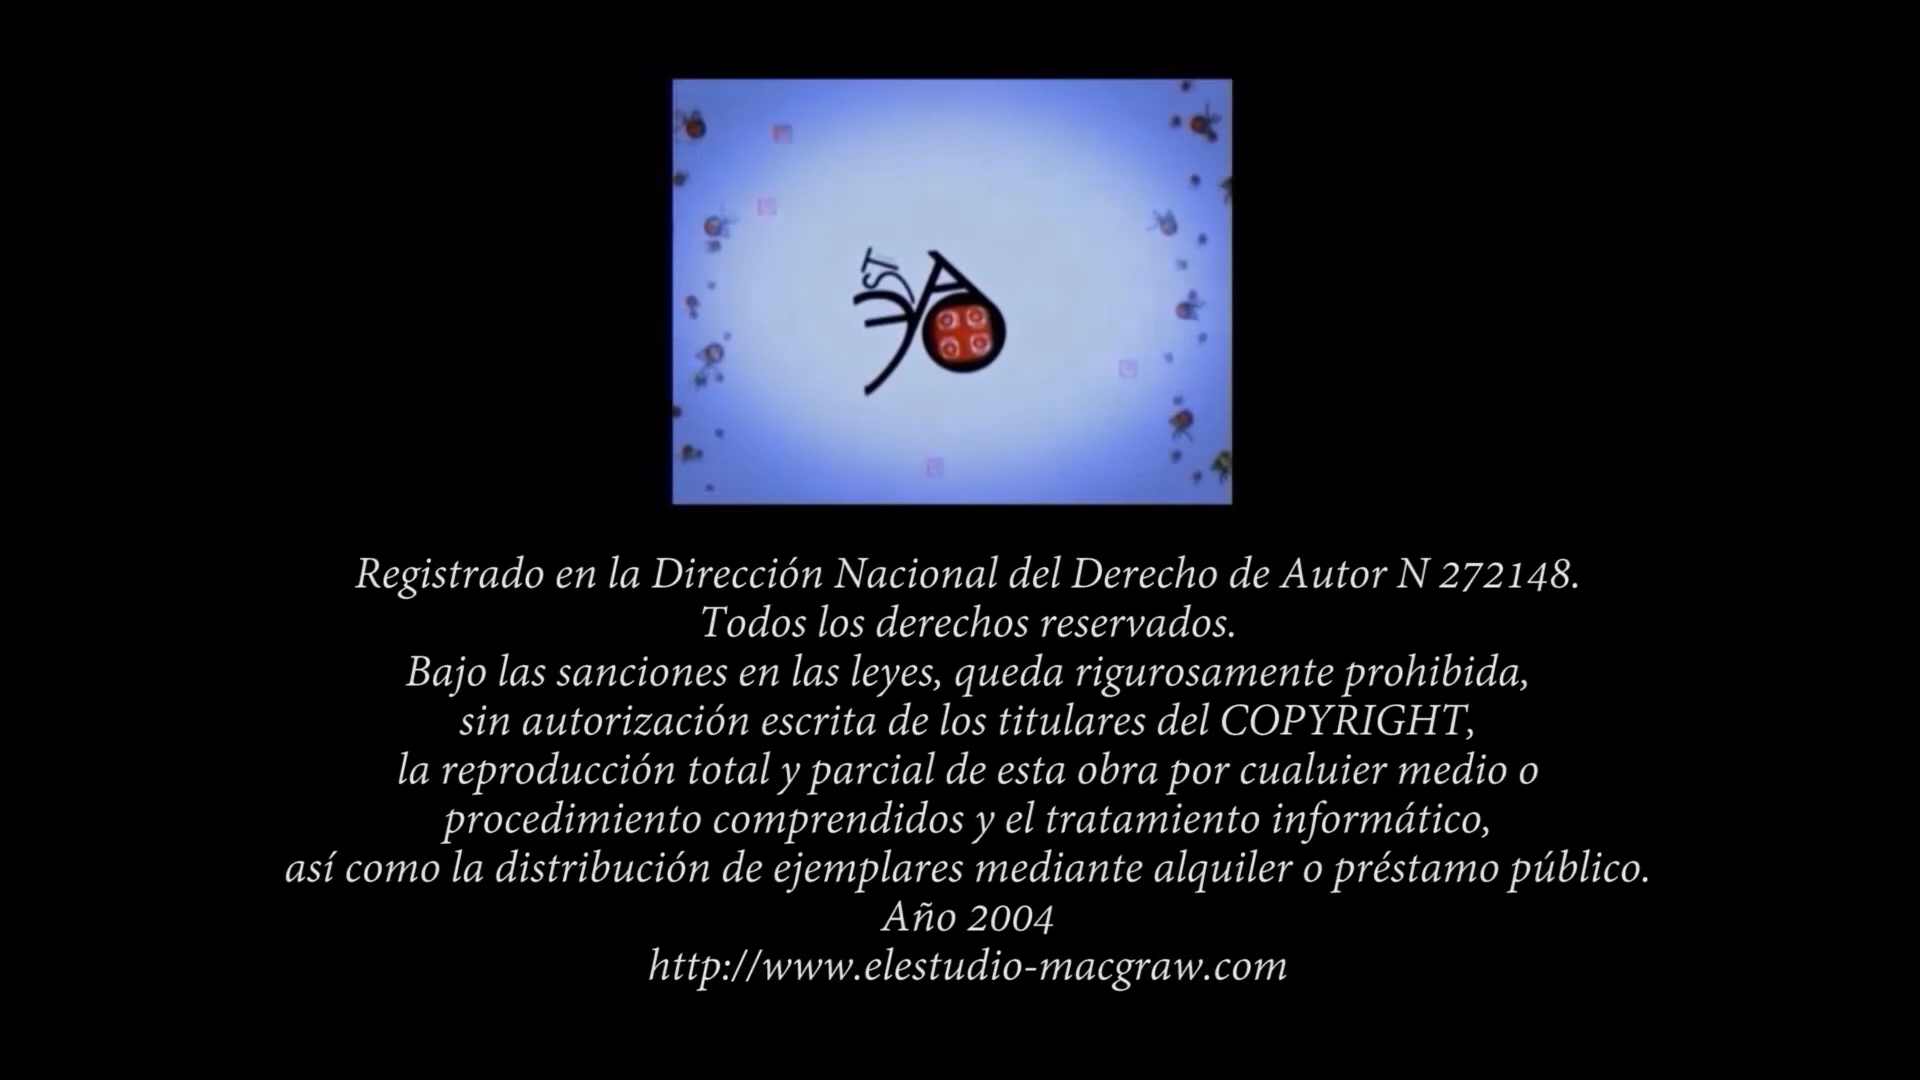 ST
A
Registrado en la Dirección Nacional del Derecho de Autor N 272148.
Todos los derechos reservados.
Bajo las sanciones en las leyes, queda rigurosamente prohibida,
sin autorización escrita de los titulares del COPYRIGHT,
la reproducción total y parcial de esta obra por cualuier medio o
procedimiento comprendidos y el tratamiento informático,
así como la distribución de ejemplares mediante alquiler o préstamo público.
Año 2004
http://www.elestudio-macgraw.com